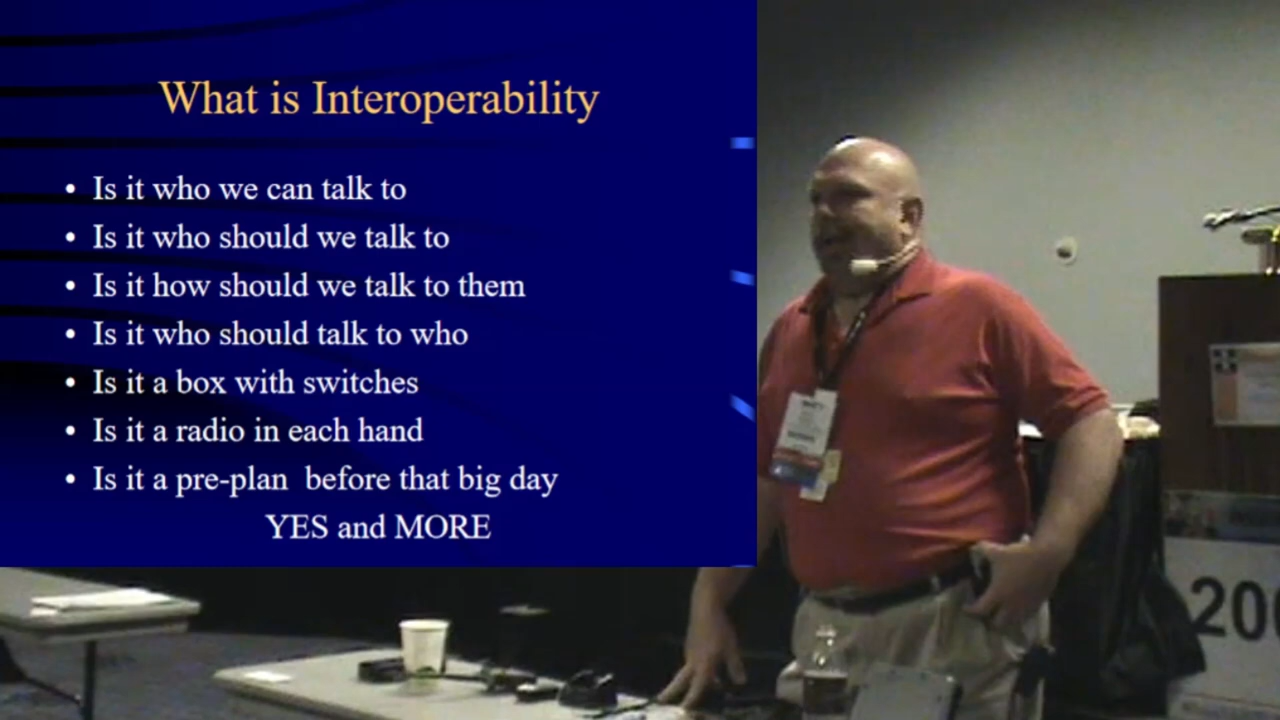 What is Interoperability
• Is it who we can talk to
• Is it who should we talk to
• Is it how should we talk to them
• Is it who should talk to who
• Is it a box with switches
• Is it a radio in each hand
• Is it a pre-plan before that big day
YES and MORE
200